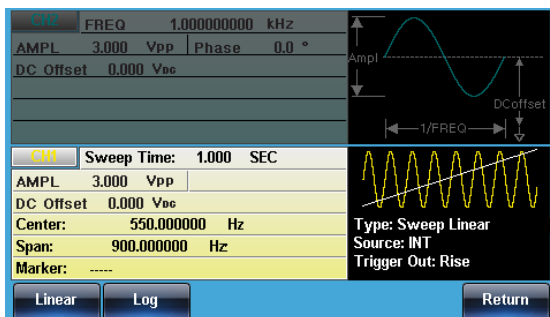 CH2 FREQ 1.000000000 kHz
AMPL 3.000 VPP Phase 0.0 °
DC Offset 0.000 VDC
Ampl
DCoffset
1/FREQ
CH1 Sweep Time: 1.000 SEC
AMPL 3.000 VPP
DC Offset 0.000 VDC
Center: 550.000000 Hz
Span: 900.000000 Hz
Marker: -----
Type: Sweep Linear
Source: INT
Trigger Out: Rise
Linear Log Return